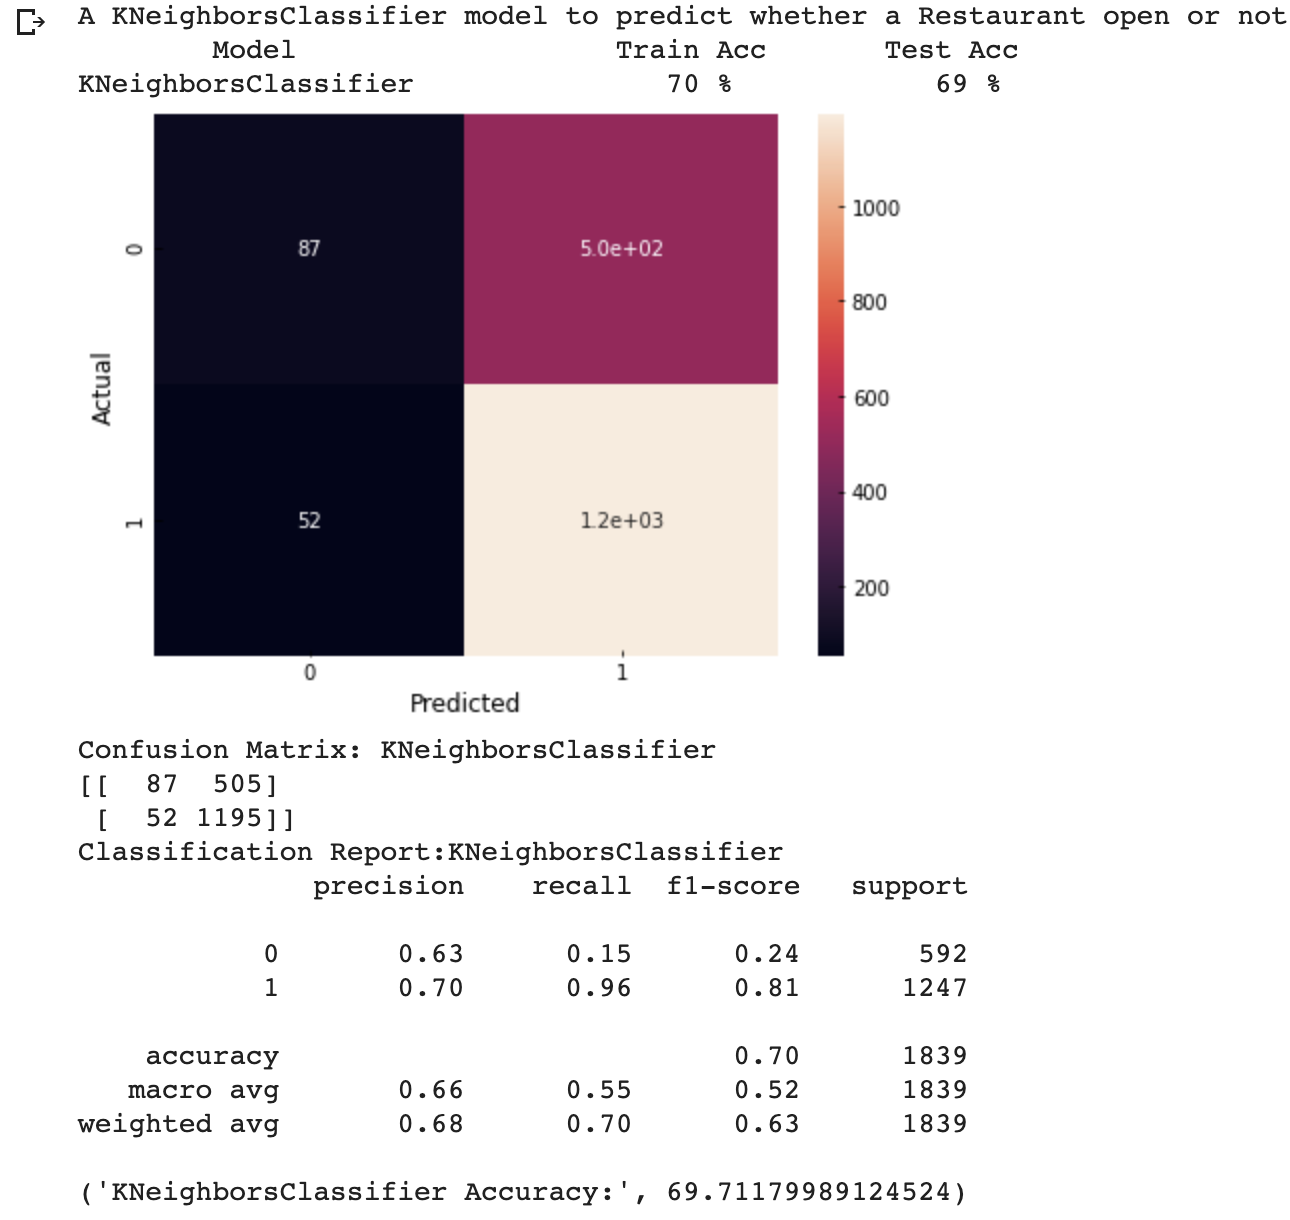 A KNeighborsClassifier model to predict whether a Restaurant open or not
Model Train Acc Test Acc
KNeighborsClassifier 70 % 69 %
0 87 5.0e+02
1 52 1.2e+03
Actual
0 1
Predicted
1000
800
600
400
200
Confusion Matrix: KNeighborsClassifier
[[ 87 505]
[ 52 1195]]
Classification Report:KNeighborsClassifier
precision recall f1-score support
0 0.63 0.15 0.24 592
1 0.70 0.96 0.81 1247
accuracy 0.70 1839
macro avg 0.66 0.55 0.52 1839
weighted avg 0.68 0.70 0.63 1839
('KNeighborsClassifier Accuracy:', 69.71179989124524)